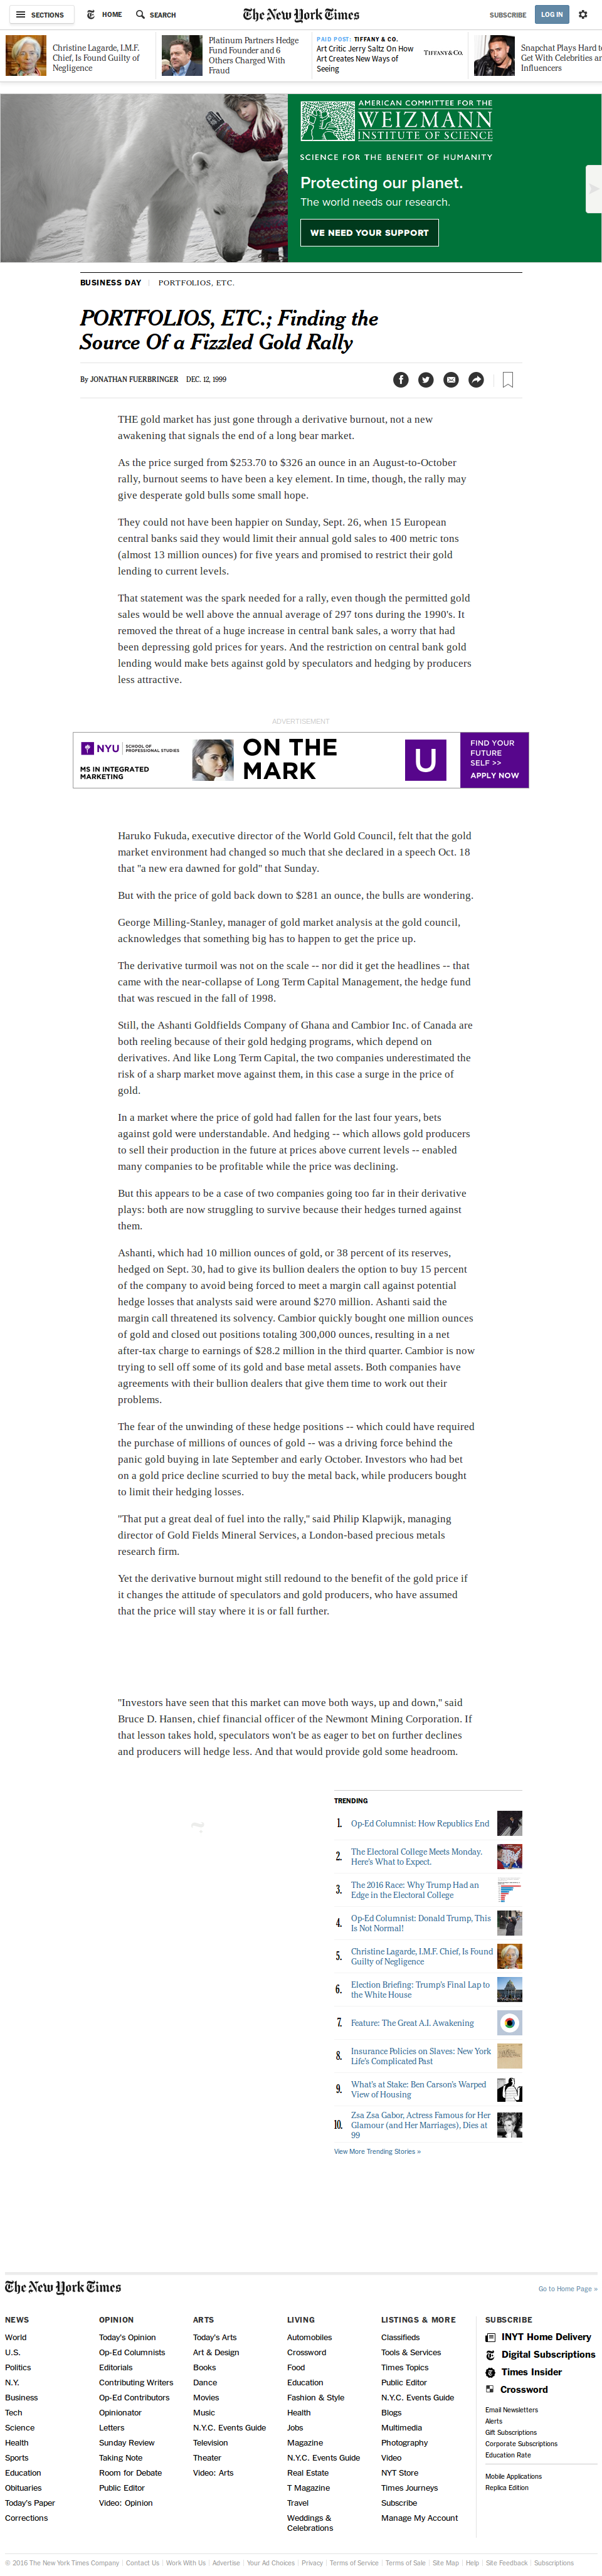 SECTIONS
HOME
SEARCH
The New York Times
SUBSCRIBE
LOG IN
Christine Lagarde, I.M.F.
Chief, Is Found Guilty of
Negligence
Platinum Partners Hedge
Fund Founder and 6
Others Charged With
Fraud
PAID POST: TIFFANY & CO.
Art Critic Jerry Saltz On How
Art Creates New Ways of
Seeing
TIFFANY & CO.
Snapchat Plays Hard to
Get With Celebrities an
Influencers
AMERICAN COMMITTEE FOR THE
WEIZMANN
INSTITUTE OF SCIENCE
SCIENCE FOR THE BENEFIT OF HUMANITY
Protecting our planet.
The world needs our research.
WE NEED YOUR SUPPORT
BUSINESS DAY | PORTFOLIOS, ETC.
PORTFOLIOS, ETC.; Finding the
Source Of a Fizzled Gold Rally
By JONATHAN FUERBRINGER DEC. 12, 1999
THE gold market has just gone through a derivative burnout, not a new
awakening that signals the end of a long bear market.
As the price surged from $253.70 to $326 an ounce in an August-to-October
rally, burnout seems to have been a key element. In time, though, the rally may
give desperate gold bulls some small hope.
They could not have been happier on Sunday, Sept. 26, when 15 European
central banks said they would limit their annual gold sales to 400 metric tons
(almost 13 million ounces) for five years and promised to restrict their gold
lending to current levels.
That statement was the spark needed for a rally, even though the permitted gold
sales would be well above the annual average of 297 tons during the 1990's. It
removed the threat of a huge increase in central bank sales, a worry that had
been depressing gold prices for years. And the restriction on central bank gold
lending would make bets against gold by speculators and hedging by producers
less attractive.
ADVERTISEMENT
NYU SCHOOL OF
PROFESSIONAL STUDIES
MS IN INTEGRATED
MARKETING
ON THE
MARK
U
FIND YOUR
FUTURE
SELF >>
APPLY NOW
Haruko Fukuda, executive director of the World Gold Council, felt that the gold
market environment had changed so much that she declared in a speech Oct. 18
that "a new era dawned for gold" that Sunday.
But with the price of gold back down to $281 an ounce, the bulls are wondering.
George Milling-Stanley, manager of gold market analysis at the gold council,
acknowledges that something big has to happen to get the price up.
The derivative turmoil was not on the scale -- nor did it get the headlines -- that
came with the near-collapse of Long Term Capital Management, the hedge fund
that was rescued in the fall of 1998.
Still, the Ashanti Goldfields Company of Ghana and Cambior Inc. of Canada are
both reeling because of their gold hedging programs, which depend on
derivatives. And like Long Term Capital, the two companies underestimated the
risk of a sharp market move against them, in this case a surge in the price of
gold.
In a market where the price of gold had fallen for the last four years, bets
against gold were understandable. And hedging -- which allows gold producers
to sell their production in the future at prices above current levels -- enabled
many companies to be profitable while the price was declining.
But this appears to be a case of two companies going too far in their derivative
plays: both are now struggling to survive because their hedges turned against
them.
Ashanti, which had 10 million ounces of gold, or 38 percent of its reserves,
hedged on Sept. 30, had to give its bullion dealers the option to buy 15 percent
of the company to avoid being forced to meet a margin call against potential
hedge losses that analysts said were around $270 million. Ashanti said the
margin call threatened its solvency. Cambior quickly bought one million ounces
of gold and closed out positions totaling 300,000 ounces, resulting in a net
after-tax charge to earnings of $28.2 million in the third quarter. Cambior is now
trying to sell off some of its gold and base metal assets. Both companies have
agreements with their bullion dealers that give them time to work out their
problems.
The fear of the unwinding of these hedge positions -- which could have required
the purchase of millions of ounces of gold -- was a driving force behind the
panic gold buying in late September and early October. Investors who had bet
on a gold price decline scurried to buy the metal back, while producers bought
to limit their hedging losses.
"That put a great deal of fuel into the rally," said Philip Klapwijk, managing
director of Gold Fields Mineral Services, a London-based precious metals
research firm.
Yet the derivative burnout might still redound to the benefit of the gold price if
it changes the attitude of speculators and gold producers, who have assumed
that the price will stay where it is or fall further.
"Investors have seen that this market can move both ways, up and down," said
Bruce D. Hansen, chief financial officer of the Newmont Mining Corporation. If
that lesson takes hold, speculators won't be as eager to bet on further declines
and producers will hedge less. And that would provide gold some headroom.
TRENDING
1. Op-Ed Columnist: How Republics End
2. The Electoral College Meets Monday.
Here's What to Expect.
3. The 2016 Race: Why Trump Had an
Edge in the Electoral College
4. Op-Ed Columnist: Donald Trump, This
Is Not Normal!
5. Christine Lagarde, I.M.F. Chief, Is Found
Guilty of Negligence
6. Election Briefing: Trump's Final Lap to
the White House
7. Feature: The Great A.I. Awakening
8. Insurance Policies on Slaves: New York
Life's Complicated Past
9. What's at Stake: Ben Carson's Warped
View of Housing
10. Zsa Zsa Gabor, Actress Famous for Her
Glamour (and Her Marriages), Dies at
99
View More Trending Stories »
The New York Times
Go to Home Page »
NEWS
World
U.S.
Politics
N.Y.
Business
Tech
Science
Health
Sports
Education
Obituaries
Today's Paper
Corrections
OPINION
Today's Opinion
Op-Ed Columnists
Editorials
Contributing Writers
Op-Ed Contributors
Opinionator
Letters
Sunday Review
Taking Note
Room for Debate
Public Editor
Video: Opinion
ARTS
Today's Arts
Art & Design
Books
Dance
Movies
Music
N.Y.C. Events Guide
Television
Theater
Video: Arts
LIVING
Automobiles
Crossword
Food
Education
Fashion & Style
Health
Jobs
Magazine
N.Y.C. Events Guide
Real Estate
T Magazine
Travel
Weddings &
Celebrations
LISTINGS & MORE
Classifieds
Tools & Services
Times Topics
Public Editor
N.Y.C. Events Guide
Blogs
Multimedia
Photography
Video
NYT Store
Times Journeys
Subscribe
Manage My Account
SUBSCRIBE
INYT Home Delivery
Digital Subscriptions
Times Insider
Crossword
Email Newsletters
Alerts
Gift Subscriptions
Corporate Subscriptions
Education Rate
Mobile Applications
Replica Edition
© 2016 The New York Times Company | Contact Us | Work With Us | Advertise | Your Ad Choices | Privacy | Terms of Service | Terms of Sale | Site Map | Help | Site Feedback | Subscriptions